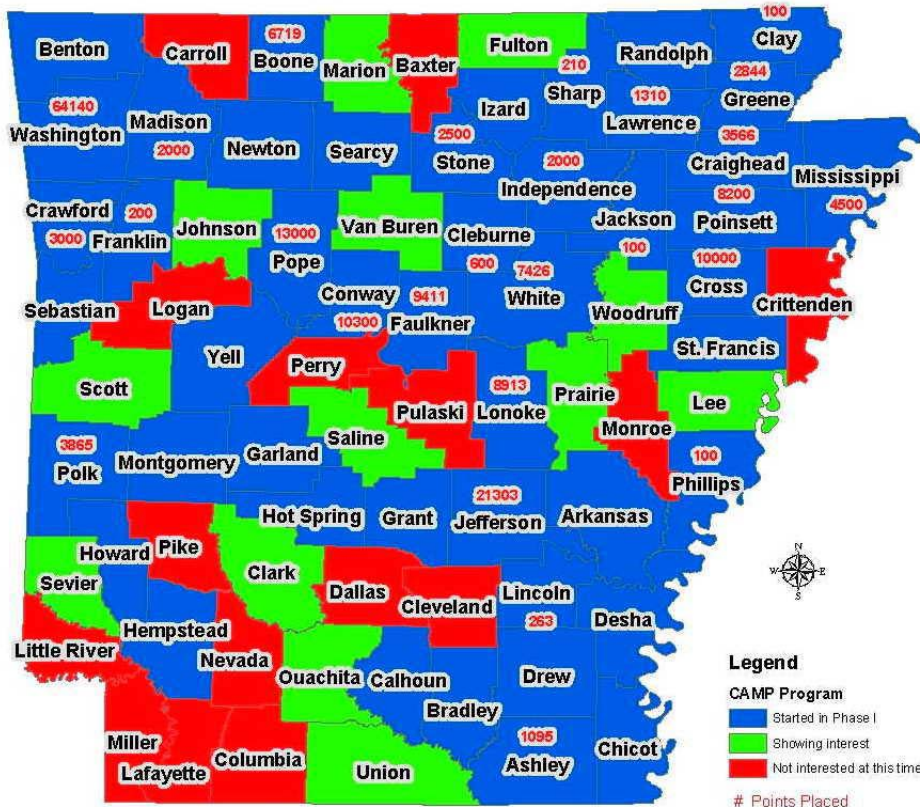 100
Benton
Carroll
6719
Boone
Marion
Baxter
Fulton
210
Sharp
Randolph
Clay
2844
Greene
64140
Washington
Madison
2000
Newton
Searcy
2500
Stone
Izard
2000
Independence
1310
Lawrence
3566
Craighead
Mississippi
4500
Crawford
3000
200
Franklin
Johnson
13000
Pope
Van Buren
Cleburne
600
7426
White
Jackson
100
8200
Poinsett
10000
Cross
Crittenden
Sebastian
Logan
Conway
10300
9411
Faulkner
Woodruff
St. Francis
Scott
Yell
Perry
Pulaski
8913
Lonoke
Prairie
Monroe
Lee
3865
Polk
Montgomery
Garland
Saline
100
Phillips
Hot Spring
Grant
21303
Jefferson
Arkansas
Howard
Pike
Sevier
Clark
Dallas
Cleveland
Lincoln
263
Desha
Little River
Hempstead
Nevada
Ouachita
Calhoun
Bradley
Drew
Miller
Lafayette
Columbia
Union
1095
Ashley
Chicot
N
W
E
S
Legend
CAMP Program
Started in Phase I
Showing interest
Not interested at this time
# Points Placed